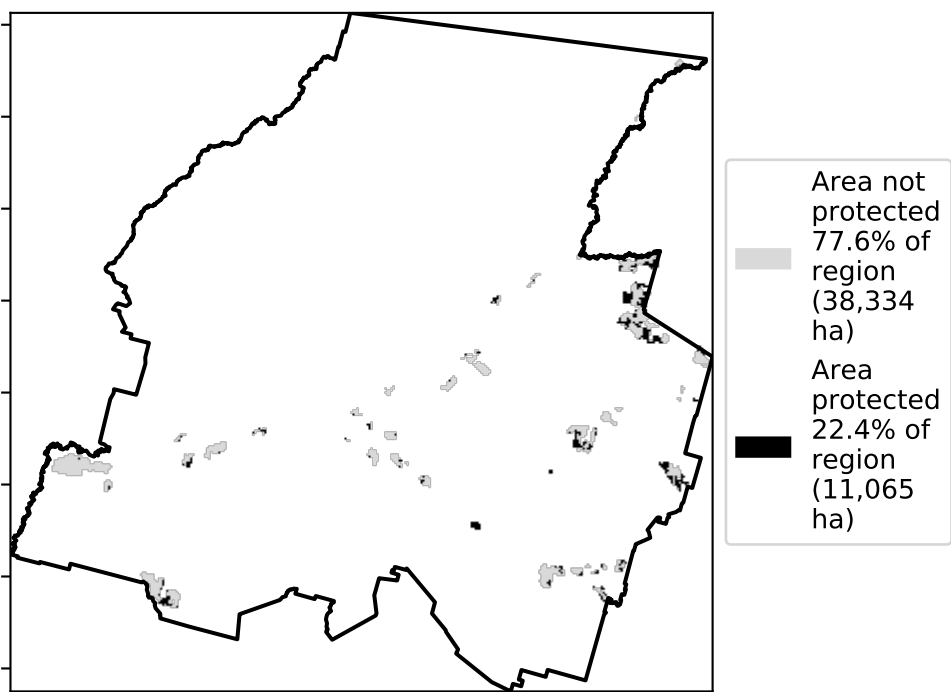 Area not
protected
77.6% of
region
(38,334
ha)
Area
protected
22.4% of
region
(11,065
ha)